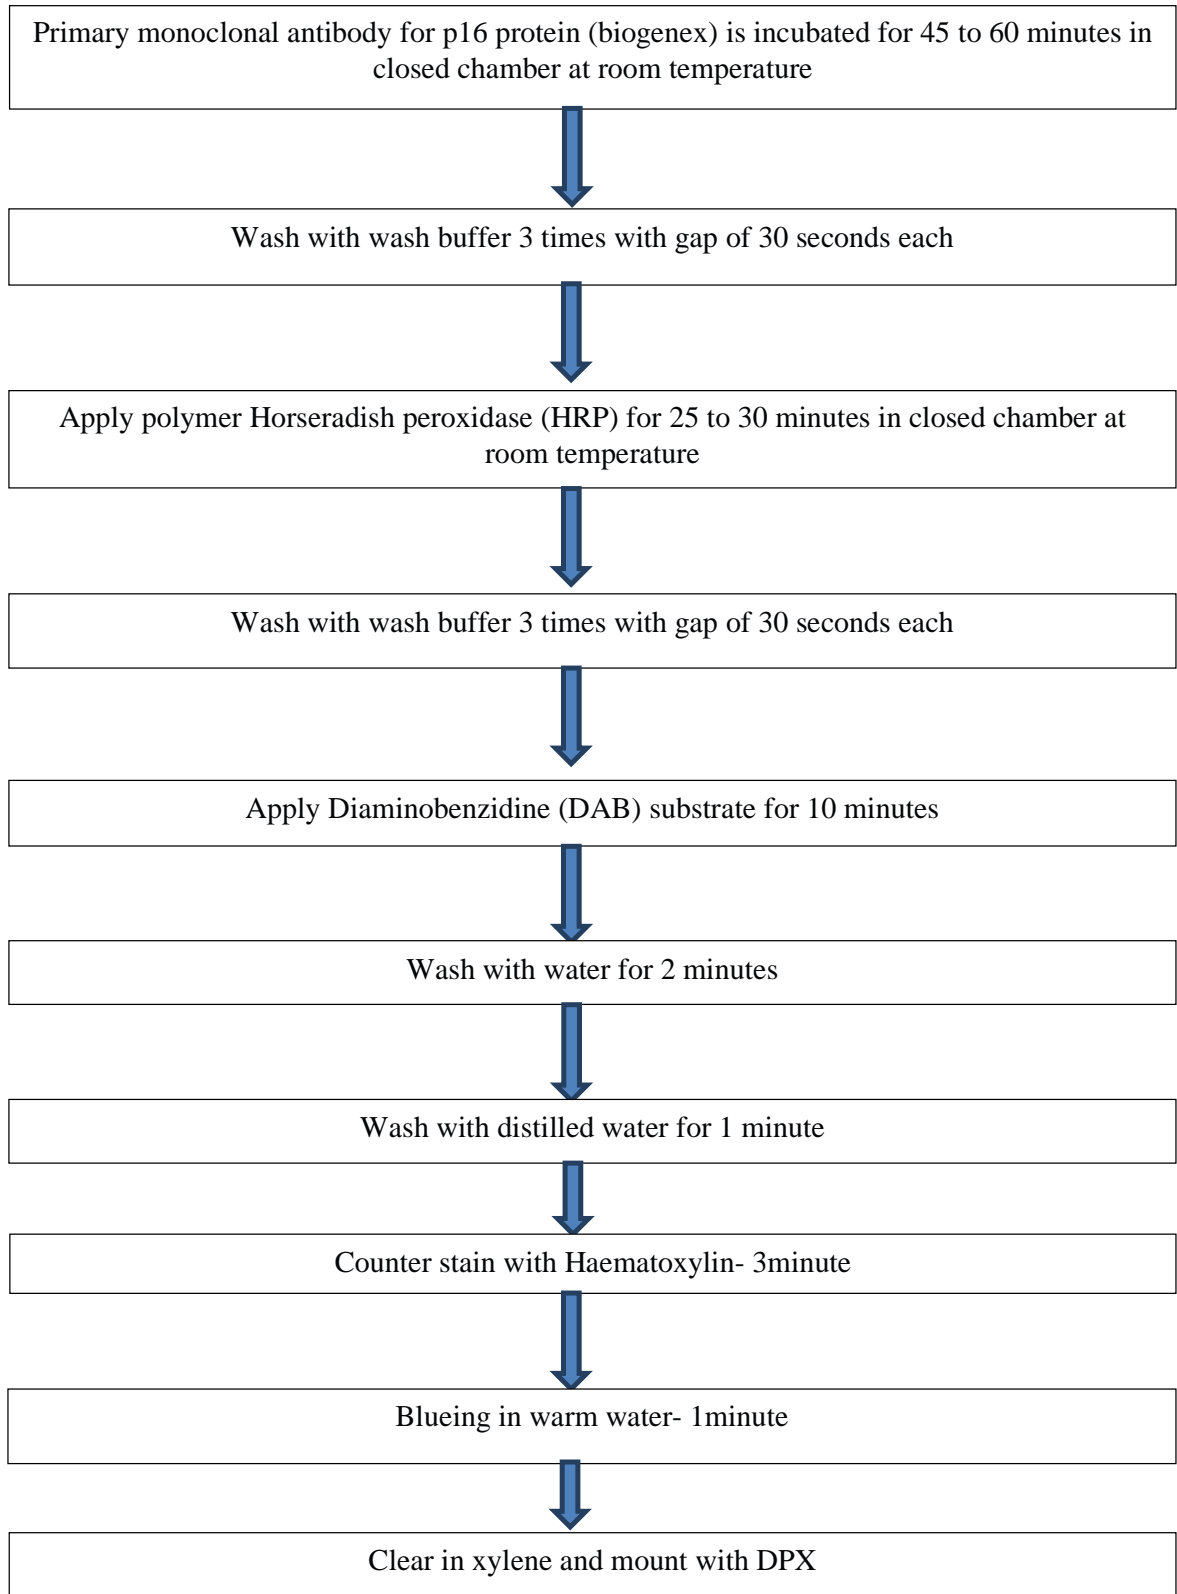 Primary monoclonal antibody for p16 protein (biogenex) is incubated for 45 to 60 minutes in
closed chamber at room temperature
Wash with wash buffer 3 times with gap of 30 seconds each
Apply polymer Horseradish peroxidase (HRP) for 25 to 30 minutes in closed chamber at
room temperature
Wash with wash buffer 3 times with gap of 30 seconds each
Apply Diaminobenzidine (DAB) substrate for 10 minutes
Wash with water for 2 minutes
Wash with distilled water for 1 minute
Counter stain with Haematoxylin- 3minute
Blueing in warm water- 1minute
Clear in xylene and mount with DPX